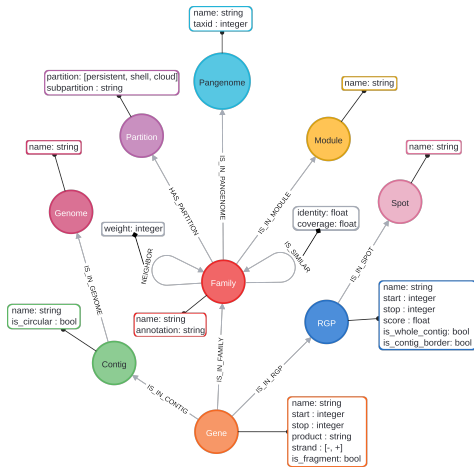 name: string
taxid : integer
Pangenome
partition: [persistent, shell, cloud]
subpartition : string
name: string
Partition
Module
name: string
name: string
Genome
Spot
IS_IN_PANGENOME
HAS_PARTITION
IS_IN_MODULE
weight: integer
identity: float
coverage: float
NEIGHBOR
IS_SIMILAR
IS_IN_GENOME
IS_IN_SPOT
Family
name: string
start : integer
stop : integer
score : float
is_whole_contig: bool
is_contig_border: bool
name: string
is_circular : bool
name: string
annotation: string
RGP
Contig
IS_IN_FAMILY
IS_IN_RGP
IS_IN_CONTIG
Gene
name: string
start : integer
stop : integer
product : string
strand : [-, +]
is_fragment: bool